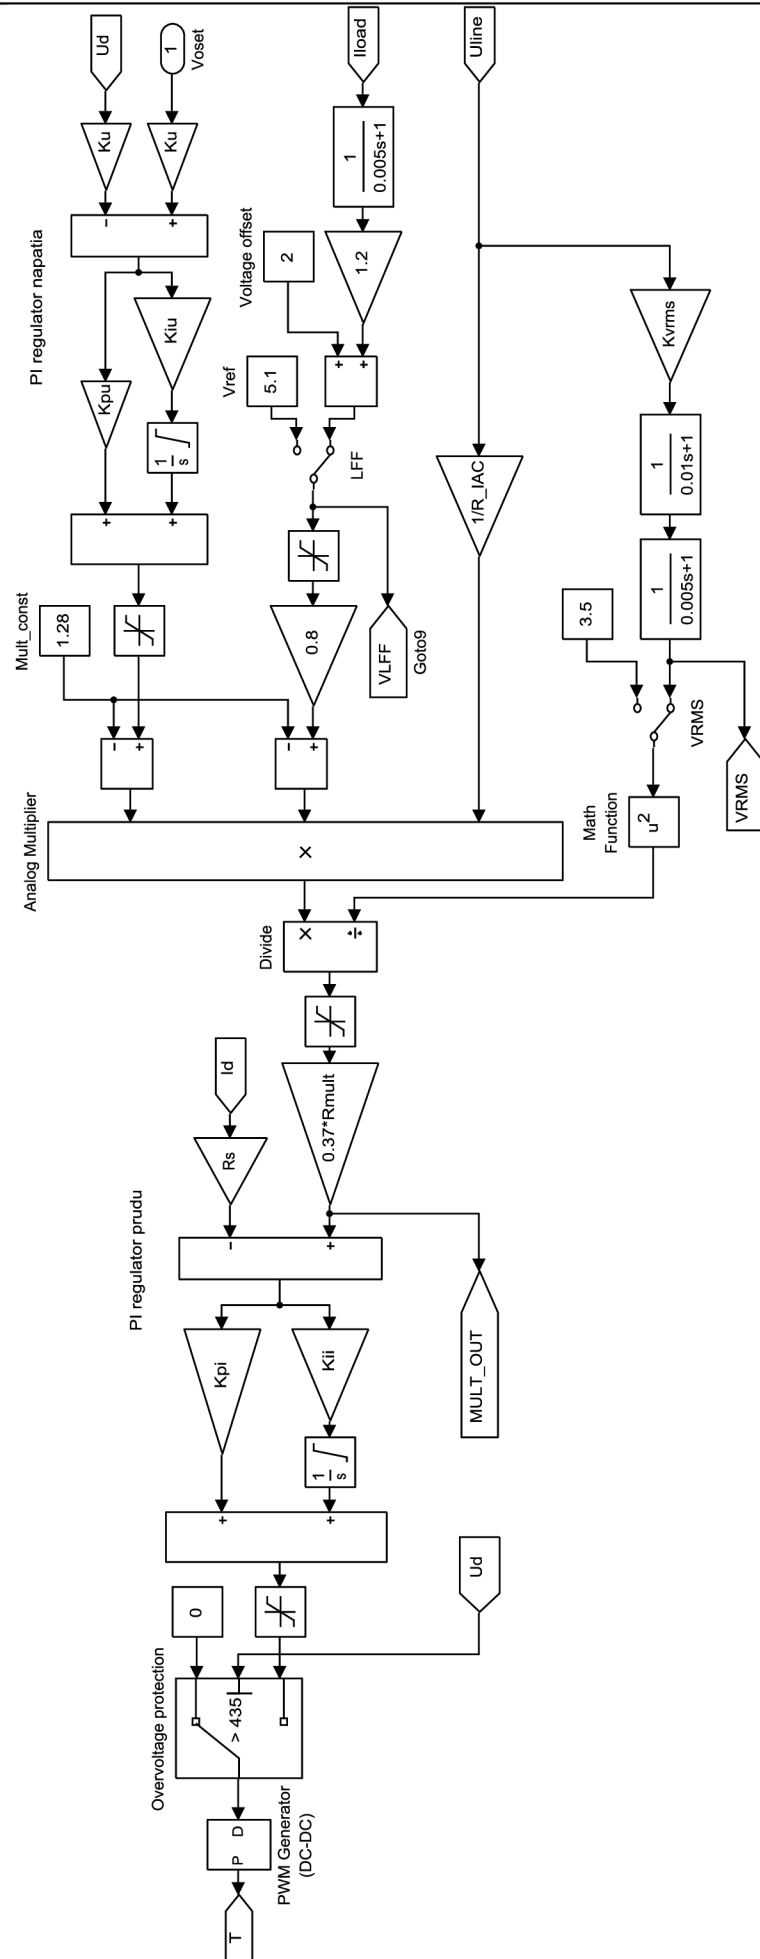 Ud
1
Voset
Ku
Ku
−
+
PI regulator napatia
Kpu
Kiu
1
s
+
+
Mult_const
1.28
−
+
Iload
1
0.005s+1
1.2
Voltage offset
2
+
+
Vref
5.1
LFF
0.8
VLFF
Goto9
−
+
Uline
1/R_IAC
Kvrms
1
0.01s+1
1
0.005s+1
3.5
VRMS
VRMS
Math
Function
u2
Analog Multiplier
×
Divide
×
÷
0.37*Rmult
Id
Rs
PI regulator prudu
−
+
MULT_OUT
Kpi
Kii
1
s
+
+
Ud
0
Overvoltage protection
> 435
P D
PWM Generator
(DC-DC)
T